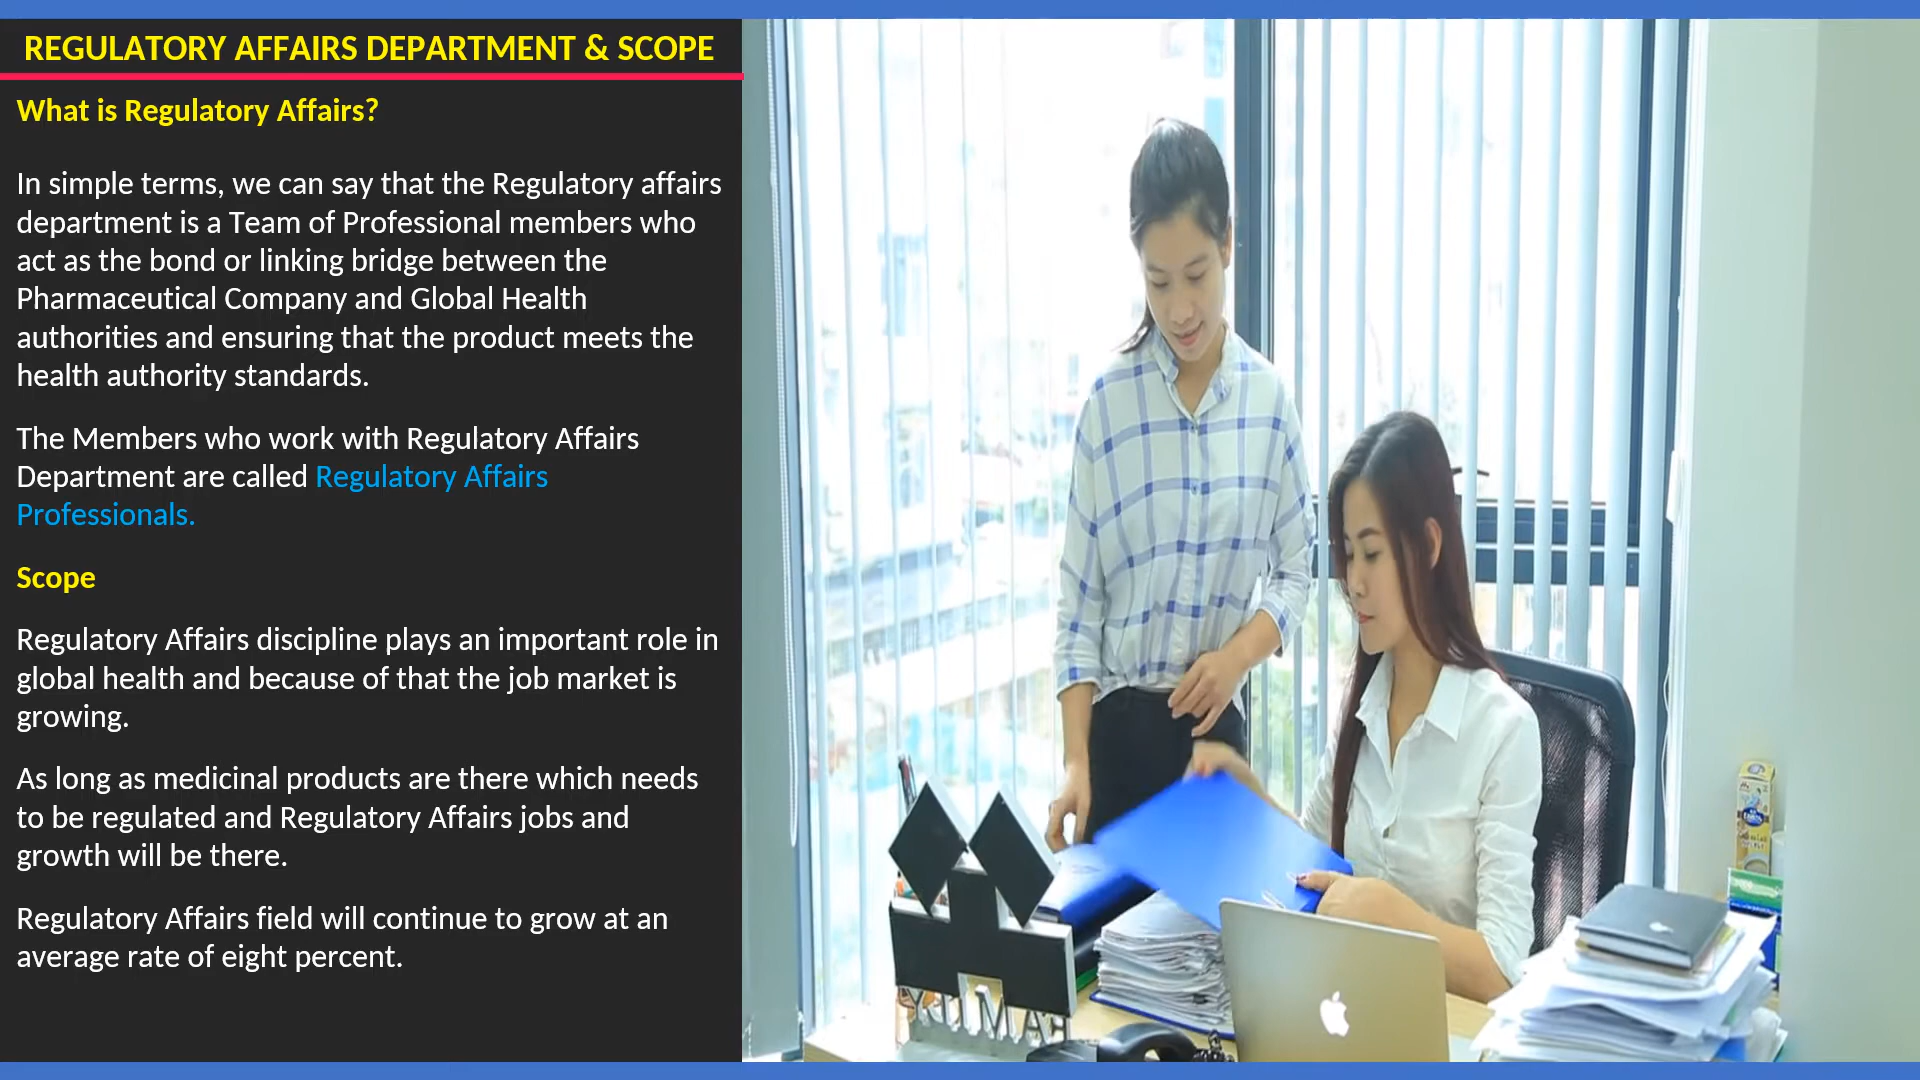 REGULATORY AFFAIRS DEPARTMENT & SCOPE
What is Regulatory Affairs?
In simple terms, we can say that the Regulatory affairs
department is a Team of Professional members who
act as the bond or linking bridge between the
Pharmaceutical Company and Global Health
authorities and ensuring that the product meets the
health authority standards.
The Members who work with Regulatory Affairs
Department are called Regulatory Affairs
Professionals.
Scope
Regulatory Affairs discipline plays an important role in
global health and because of that the job market is
growing.
As long as medicinal products are there which needs
to be regulated and Regulatory Affairs jobs and
growth will be there.
Regulatory Affairs field will continue to grow at an
average rate of eight percent.
FAMILY